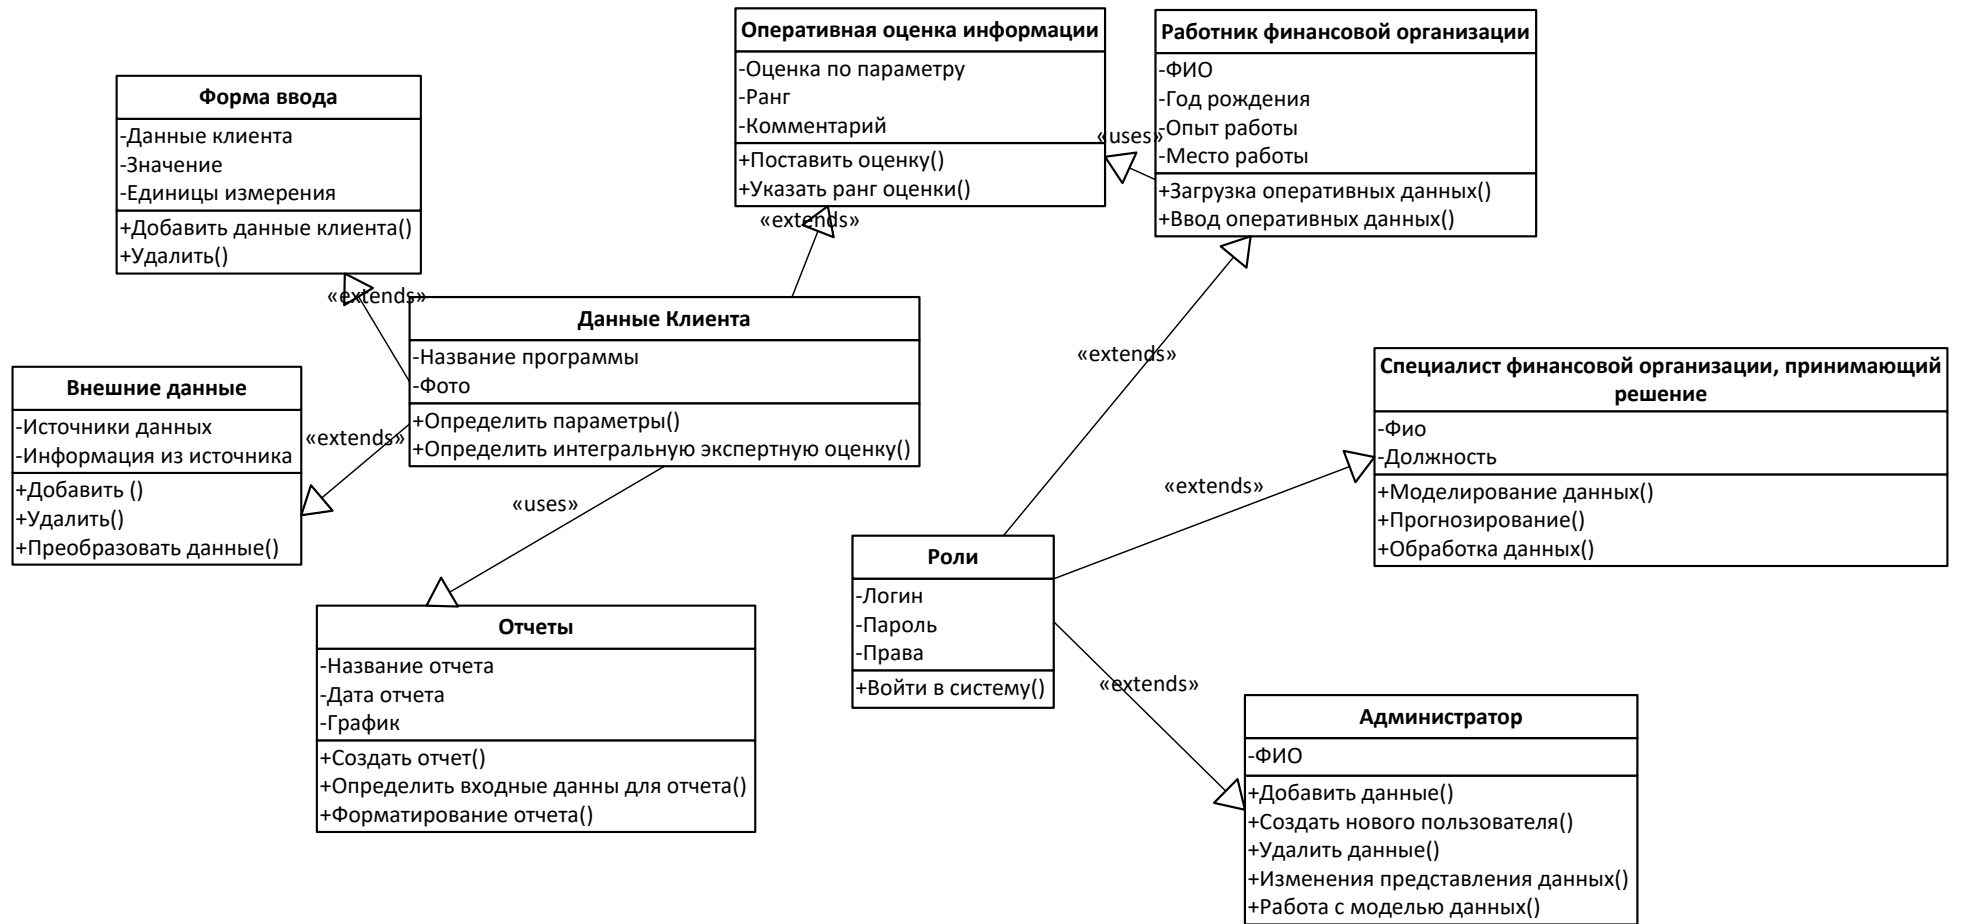 Оперативная оценка информации
-Оценка по параметру
-Ранг
-Комментарий
+Поставить оценку()
+Указать ранг оценки()
Работник финансовой организации
-ФИО
-Год рождения
-Опыт работы
-Место работы
+Загрузка оперативных данных()
+Ввод оперативных данных()
«uses»
Форма ввода
-Данные клиента
-Значение
-Единицы измерения
+Добавить данные клиента()
+Удалить()
«extends»
«extends»
Данные Клиента
-Название программы
-Фото
+Определить параметры()
+Определить интегральную экспертную оценку()
Внешние данные
-Источники данных
-Информация из источника
+Добавить ()
+Удалить()
+Преобразовать данные()
«extends»
«uses»
«extends»
Специалист финансовой организации, принимающий
решение
-Фио
-Должность
+Моделирование данных()
+Прогнозирование()
+Обработка данных()
«extends»
Роли
-Логин
-Пароль
-Права
+Войти в систему()
«extends»
Отчеты
-Название отчета
-Дата отчета
-График
+Создать отчет()
+Определить входные данны для отчета()
+Форматирование отчета()
Администратор
-ФИО
+Добавить данные()
+Создать нового пользователя()
+Удалить данные()
+Изменения представления данных()
+Работа с моделью данных()